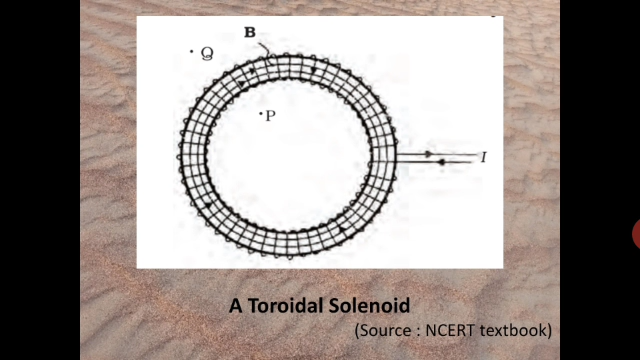 B
Q
P
I
A Toroidal Solenoid
(Source : NCERT textbook)